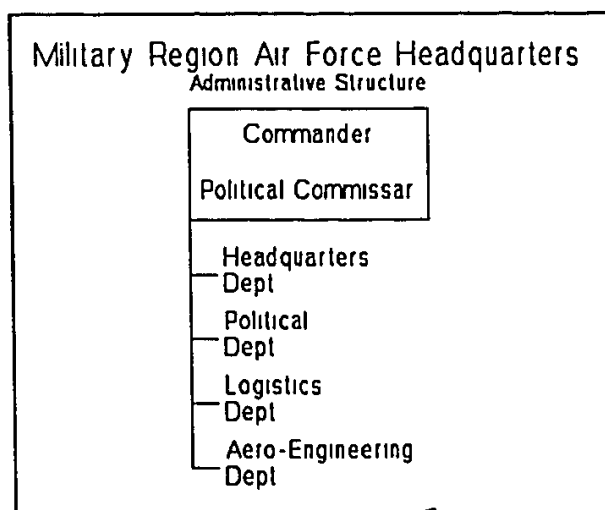 Military Region Air Force Headquarters
Administrative Structure
Commander
Political Commissar
Headquarters
Dept
Political
Dept
Logistics
Dept
Aero-Engineering
Dept